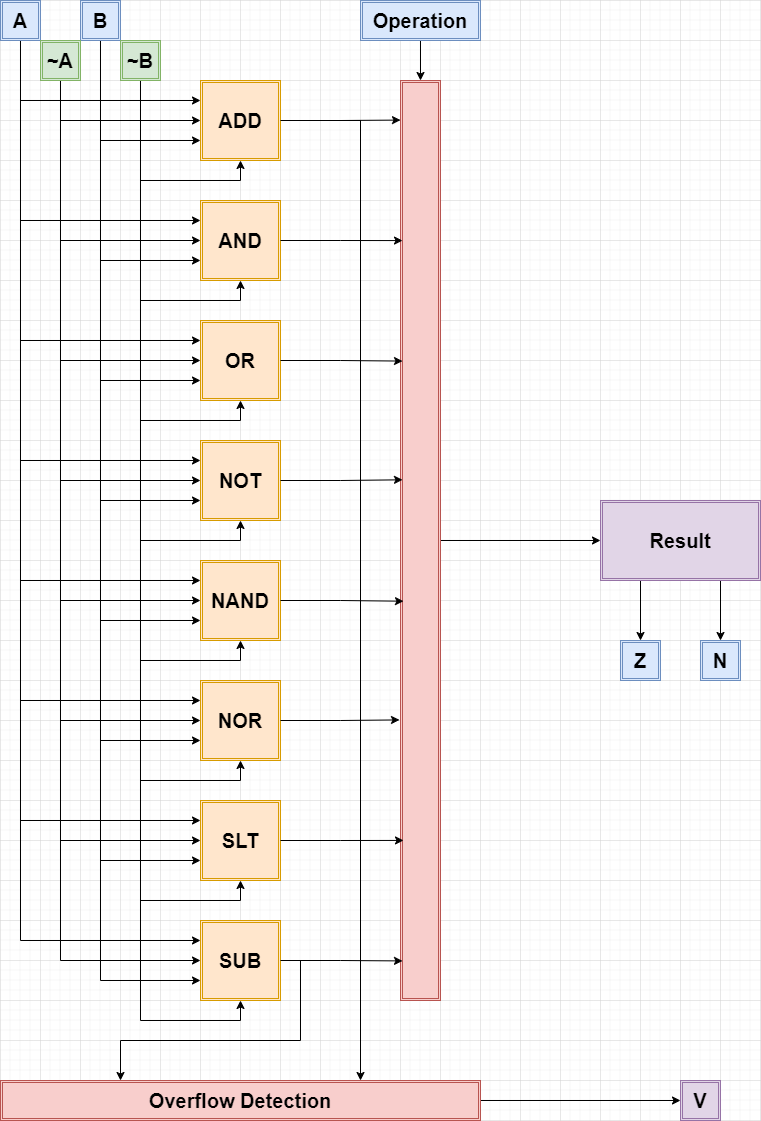 A
B
Operation
~A
~B
ADD
AND
OR
NOT
NAND
Result
Z
N
NOR
SLT
SUB
Overflow Detection
V